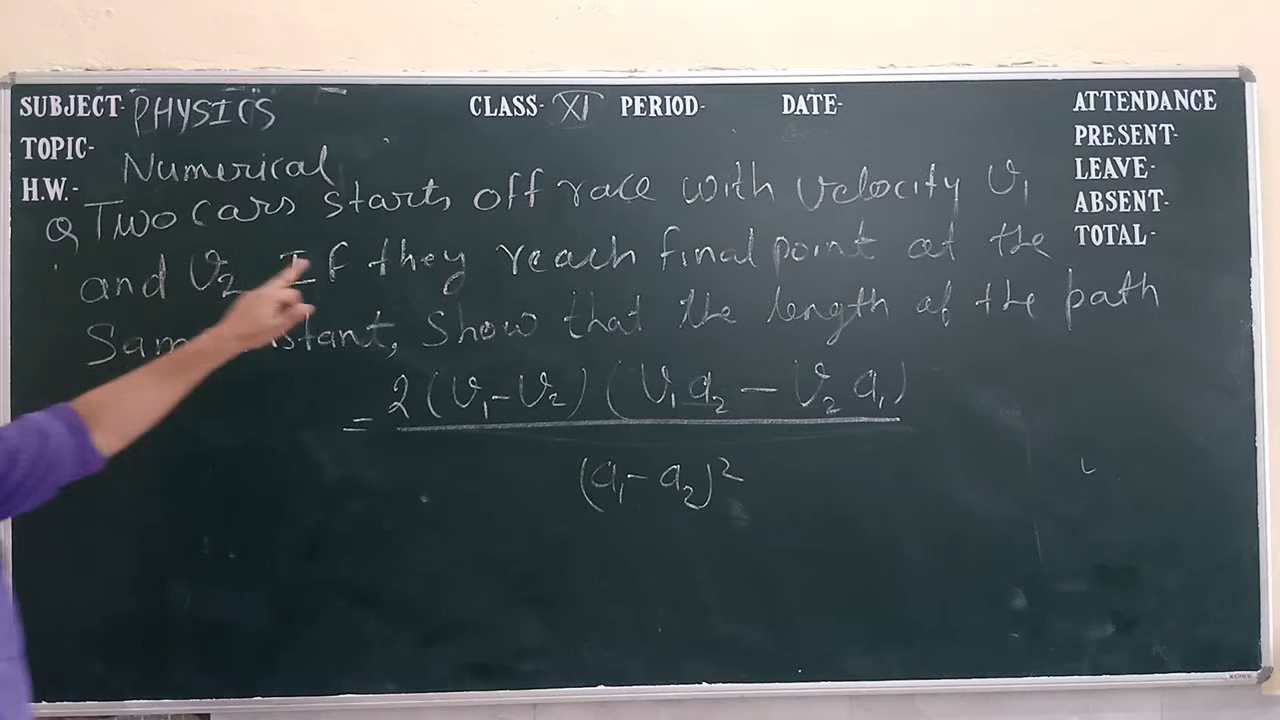 SUBJECT- PHYSICS CLASS- XI PERIOD- DATE- ATTENDANCE
TOPIC- PRESENT-
Numerical
H.W.- LEAVE-
Q Two Cars starts off race with velocity v₁ ABSENT-
and v₂ If they reach final point at the TOTAL-
Show that the length of the path
= 2(v₁-v₂) (v₁a₂ - v₂a₁)
(a₁-a₂)²